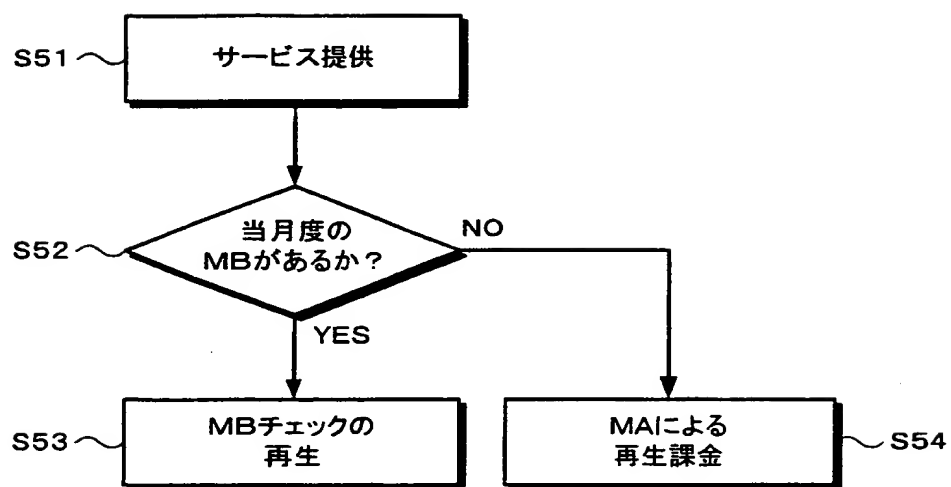 S51
サービス提供
S52
当月度の
MBがあるか?
NO
YES
S53
MBチェックの
再生
MAによる
再生課金
S54